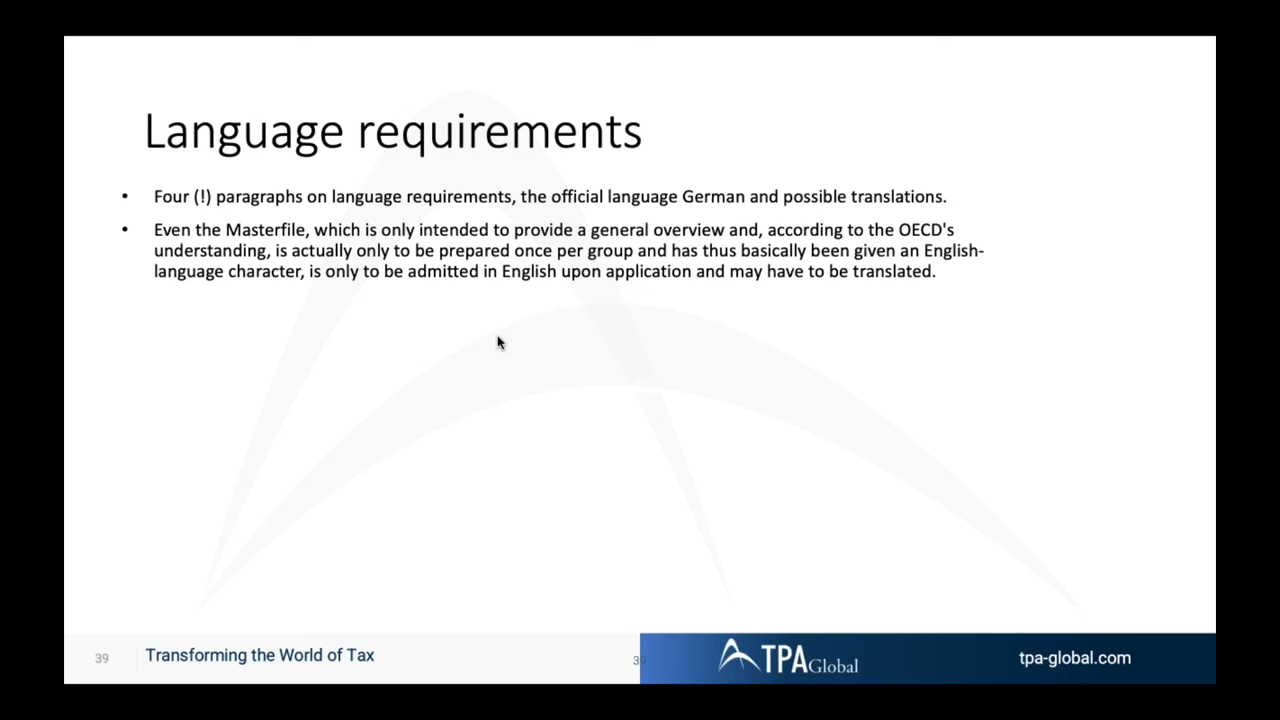 Language requirements
• Four (!) paragraphs on language requirements, the official language German and possible translations.
• Even the Masterfile, which is only intended to provide a general overview and, according to the OECD's
understanding, is actually only to be prepared once per group and has thus basically been given an English-
language character, is only to be admitted in English upon application and may have to be translated.
39
Transforming the World of Tax
39
TPA Global
tpa-global.com